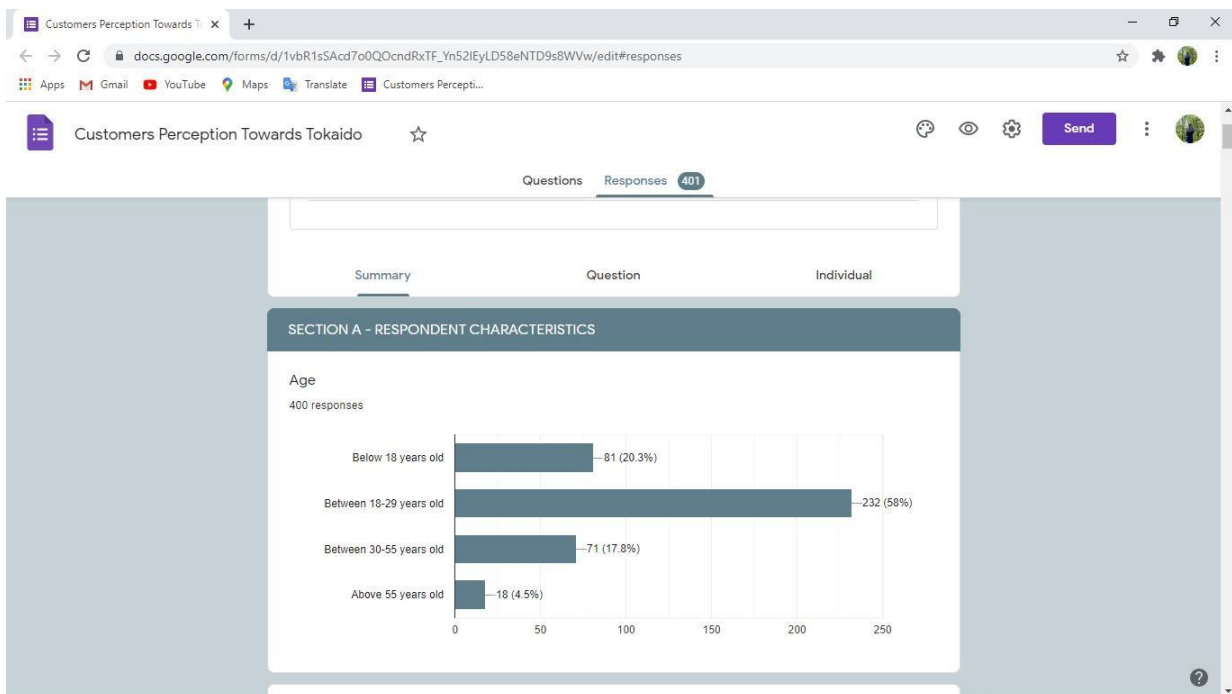 Customers Perception Towards T
docs.google.com/forms/d/1vbR1sSAcd7o0QOcndRxTF_Yn52IEyLD58eNTD9s8WVw/edit#responses
Apps Gmail YouTube Maps Translate Customers Percepti...
Customers Perception Towards Tokaido
Send
Questions Responses 401
Summary Question Individual
SECTION A - RESPONDENT CHARACTERISTICS
Age
400 responses
Below 18 years old 81 (20.3%)
Between 18-29 years old 232 (58%)
Between 30-55 years old 71 (17.8%)
Above 55 years old 18 (4.5%)
0 50 100 150 200 250